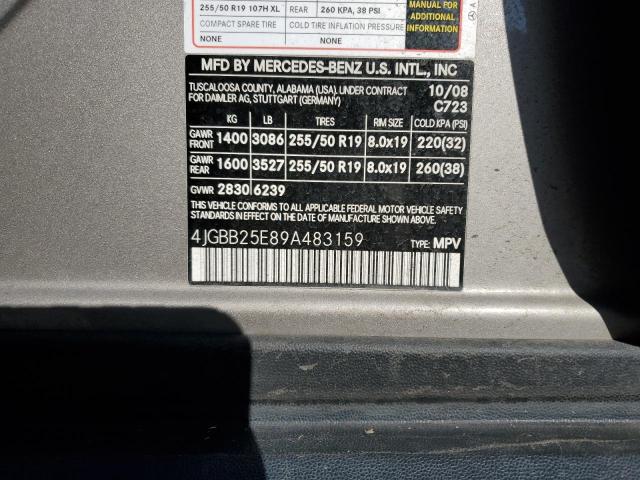 255/50 R19 107H XL REAR 260 KPA, 38 PSI
COMPACT SPARE TIRE COLD TIRE INFLATION PRESSURE
NONE NONE
MANUAL FOR
ADDITIONAL
INFORMATION
MFD BY MERCEDES-BENZ U.S. INTL., INC
TUSCALOOSA COUNTY, ALABAMA (USA). UNDER CONTRACT 10/08
FOR DAIMLER AG, STUTTGART (GERMANY) C723
KG LB TIRES RIM SIZE COLD KPA (PSI)
GAWR FRONT 1400 3086 255/50 R19 8.0x19 220(32)
GAWR REAR 1600 3527 255/50 R19 8.0x19 260(38)
GVWR 2830 6239
THIS VEHICLE CONFORMS TO ALL APPLICABLE FEDERAL MOTOR VEHICLE SAFETY,
BUMPER, AND THEFT PREVENTION STANDARDS IN EFFECT ON THE
DATE OF MANUFACTURE SHOWN ABOVE.
4JGBB25E89A483159 TYPE: MPV